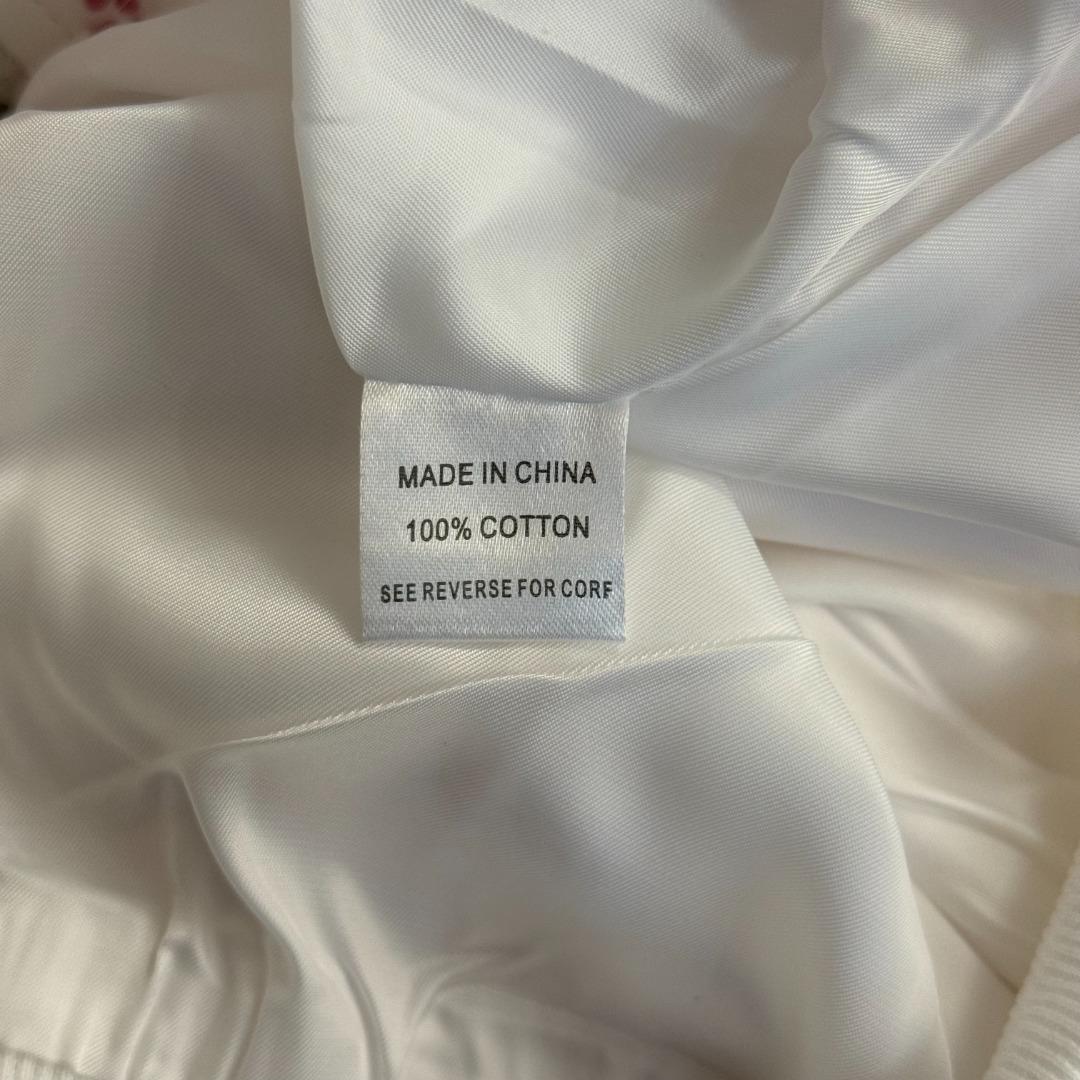 MADE IN CHINA
100% COTTON
SEE REVERSE FOR CORF